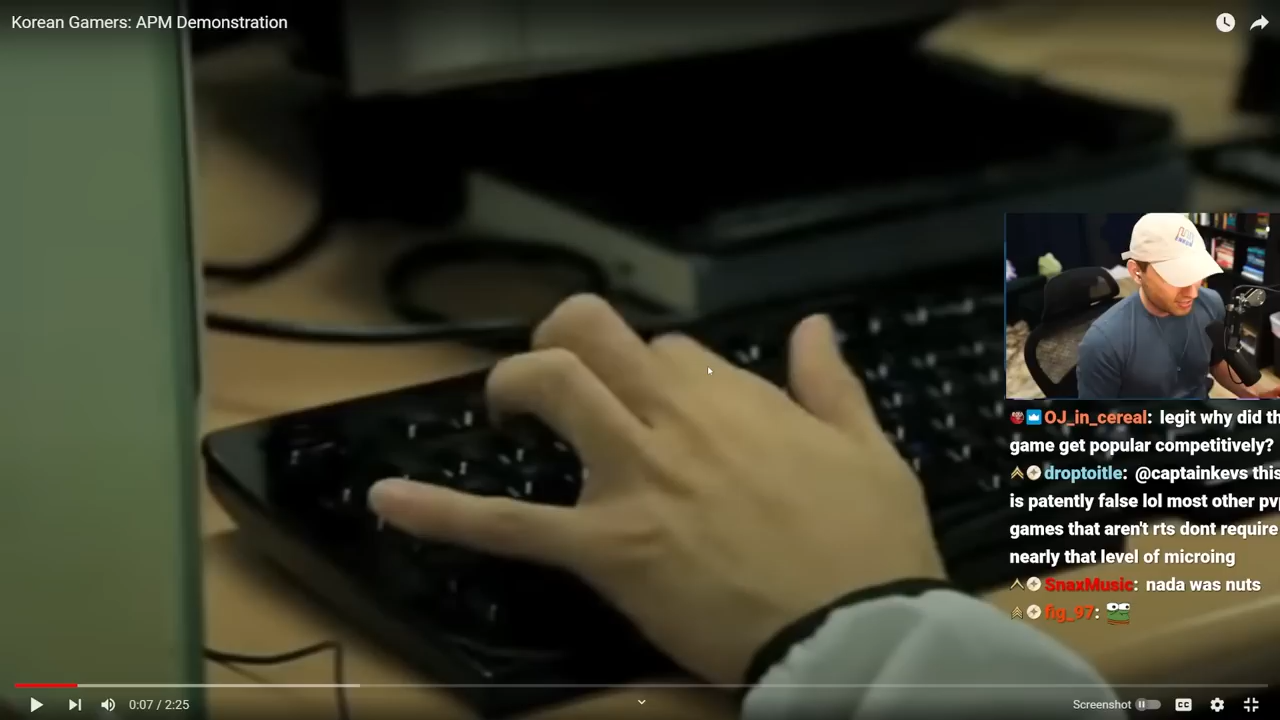 Korean Gamers: APM Demonstration
OJ_in_cereal: legit why did th
game get popular competitively?
droptoitle: @captainkevs this
is patently false lol most other pvp
games that aren't rts dont require
nearly that level of microing
SnaxMusic: nada was nuts
fig_97:
0:07 / 2:25
Screenshot
CC